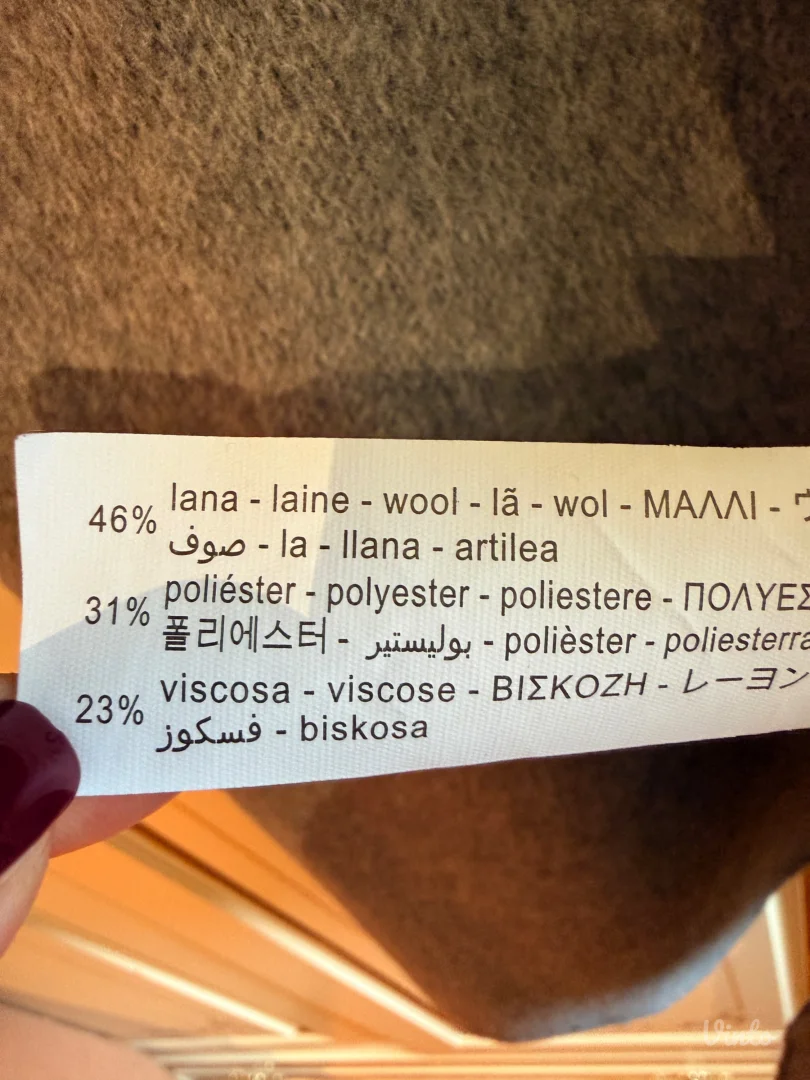 46% lana - laine - wool - lã - wol - ΜΑΛΛΙ -
صوف - la - llana - artilea
31% poliéster - polyester - poliestere - ΠΟΛΥΕΣ
폴리에스터 - بوليستير - polièster - poliesterra
23% viscosa - viscose - ΒΙΣΚΟΖΗ - レーヨン
فسكوز - biskosa